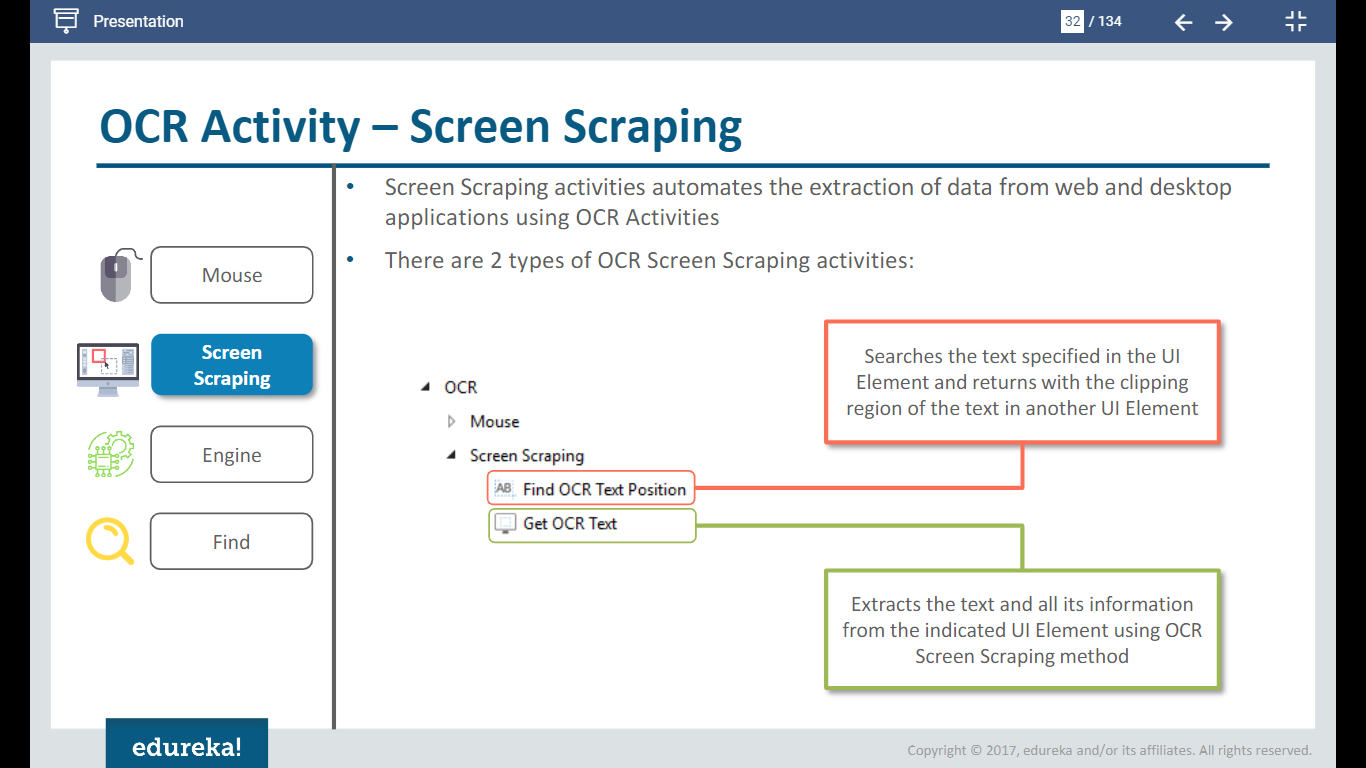 Presentation
32 / 134
OCR Activity – Screen Scraping
• Screen Scraping activities automates the extraction of data from web and desktop
applications using OCR Activities
• There are 2 types of OCR Screen Scraping activities:
Mouse
Screen
Scraping
Engine
Find
OCR
Mouse
Screen Scraping
AB Find OCR Text Position
Get OCR Text
Searches the text specified in the UI
Element and returns with the clipping
region of the text in another UI Element
Extracts the text and all its information
from the indicated UI Element using OCR
Screen Scraping method
edureka!
Copyright © 2017, edureka and/or its affiliates. All rights reserved.